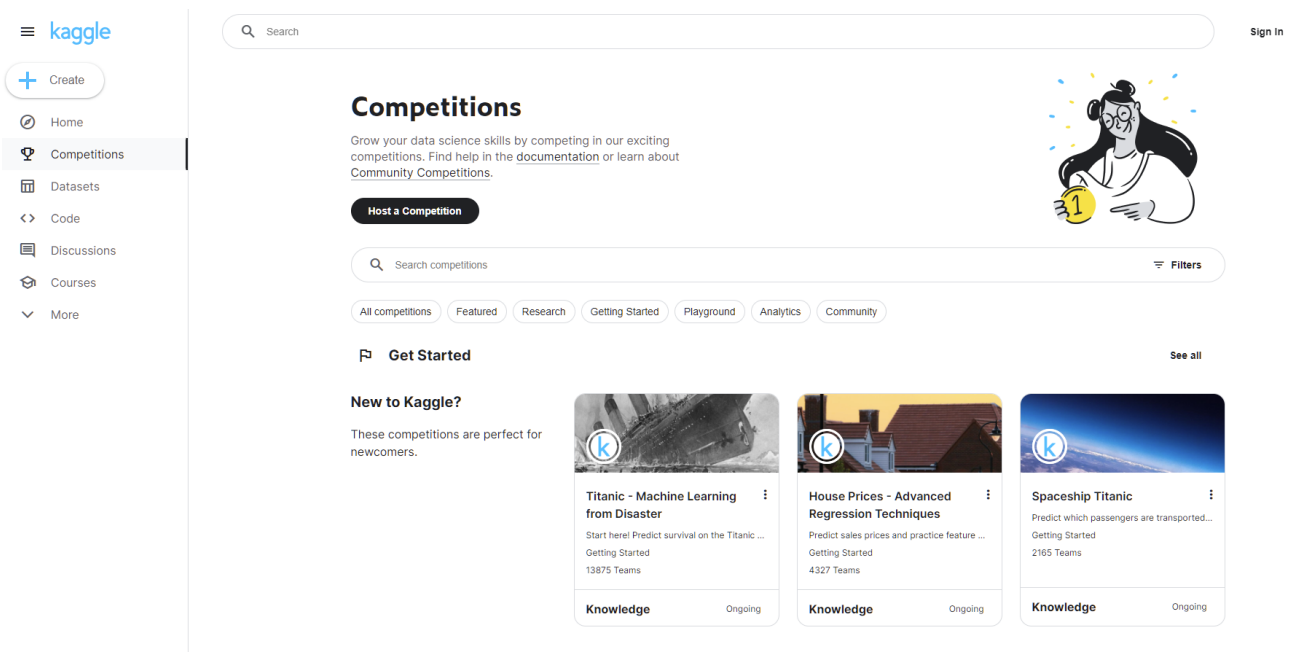 kaggle
Search
Sign In
Create
Home
Competitions
Datasets
Code
Discussions
Courses
More
Competitions
Grow your data science skills by competing in our exciting
competitions. Find help in the documentation or learn about
Community Competitions.
Host a Competition
1
Search competitions
Filters
All competitions
Featured
Research
Getting Started
Playground
Analytics
Community
Get Started
See all
New to Kaggle?
These competitions are perfect for
newcomers.
k
Titanic - Machine Learning
from Disaster
Start here! Predict survival on the Titanic ...
Getting Started
13875 Teams
Knowledge
Ongoing
k
House Prices - Advanced
Regression Techniques
Predict sales prices and practice feature ...
Getting Started
4327 Teams
Knowledge
Ongoing
k
Spaceship Titanic
Predict which passengers are transported...
Getting Started
2165 Teams
Knowledge
Ongoing